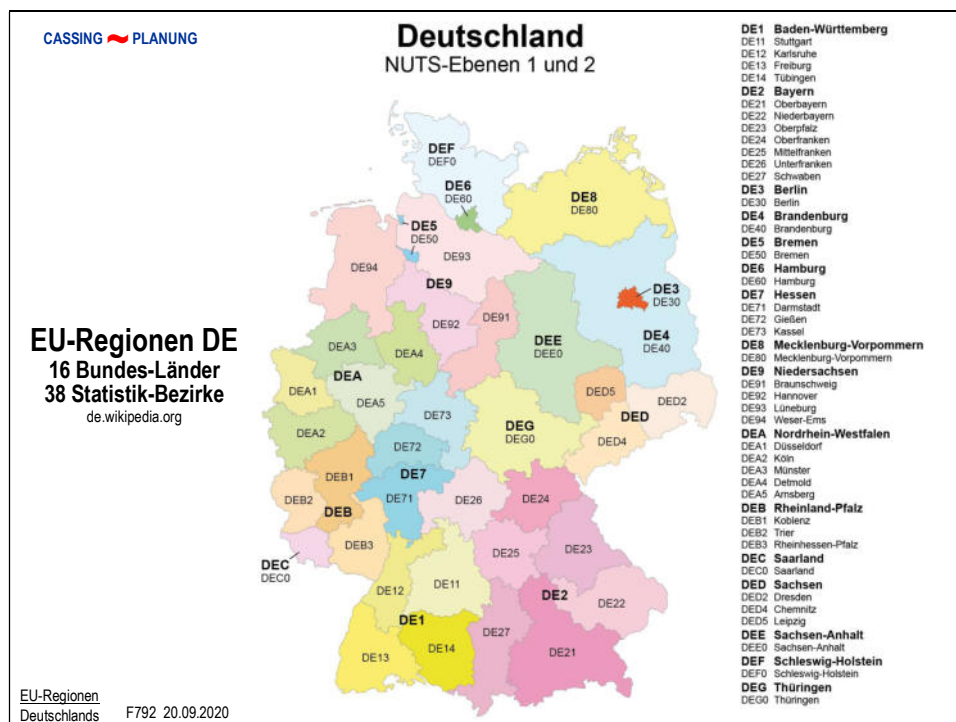 CASSING ~ PLANUNG
Deutschland
NUTS-Ebenen 1 und 2
EU-Regionen DE
16 Bundes-Länder
38 Statistik-Bezirke
de.wikipedia.org
DEF
DEF0
DE6
DE60
DE8
DE80
DE5
DE50
DE93
DE94
DE9
DE3
DE30
DE92
DE91
DE4
DE40
DEE
DEE0
DEA3
DEA4
DEA
DEA1
DEA5
DED5
DED2
DED
DE73
DEG
DEG0
DEA2
DED4
DE72
DEB1
DE7
DEB2
DE71
DE26
DE24
DEB
DEB3
DE25
DE23
DEC
DEC0
DE11
DE12
DE2
DE22
DE1
DE27
DE14
DE13
DE21
DE1 Baden-Württemberg
DE11 Stuttgart
DE12 Karlsruhe
DE13 Freiburg
DE14 Tübingen
DE2 Bayern
DE21 Oberbayern
DE22 Niederbayern
DE23 Oberpfalz
DE24 Oberfranken
DE25 Mittelfranken
DE26 Unterfranken
DE27 Schwaben
DE3 Berlin
DE30 Berlin
DE4 Brandenburg
DE40 Brandenburg
DE5 Bremen
DE50 Bremen
DE6 Hamburg
DE60 Hamburg
DE7 Hessen
DE71 Darmstadt
DE72 Gießen
DE73 Kassel
DE8 Mecklenburg-Vorpommern
DE80 Mecklenburg-Vorpommern
DE9 Niedersachsen
DE91 Braunschweig
DE92 Hannover
DE93 Lüneburg
DE94 Weser-Ems
DEA Nordrhein-Westfalen
DEA1 Düsseldorf
DEA2 Köln
DEA3 Münster
DEA4 Detmold
DEA5 Arnsberg
DEB Rheinland-Pfalz
DEB1 Koblenz
DEB2 Trier
DEB3 Rheinhessen-Pfalz
DEC Saarland
DEC0 Saarland
DED Sachsen
DED2 Dresden
DED4 Chemnitz
DED5 Leipzig
DEE Sachsen-Anhalt
DEE0 Sachsen-Anhalt
DEF Schleswig-Holstein
DEF0 Schleswig-Holstein
DEG Thüringen
DEG0 Thüringen
EU-Regionen
Deutschlands F792 20.09.2020